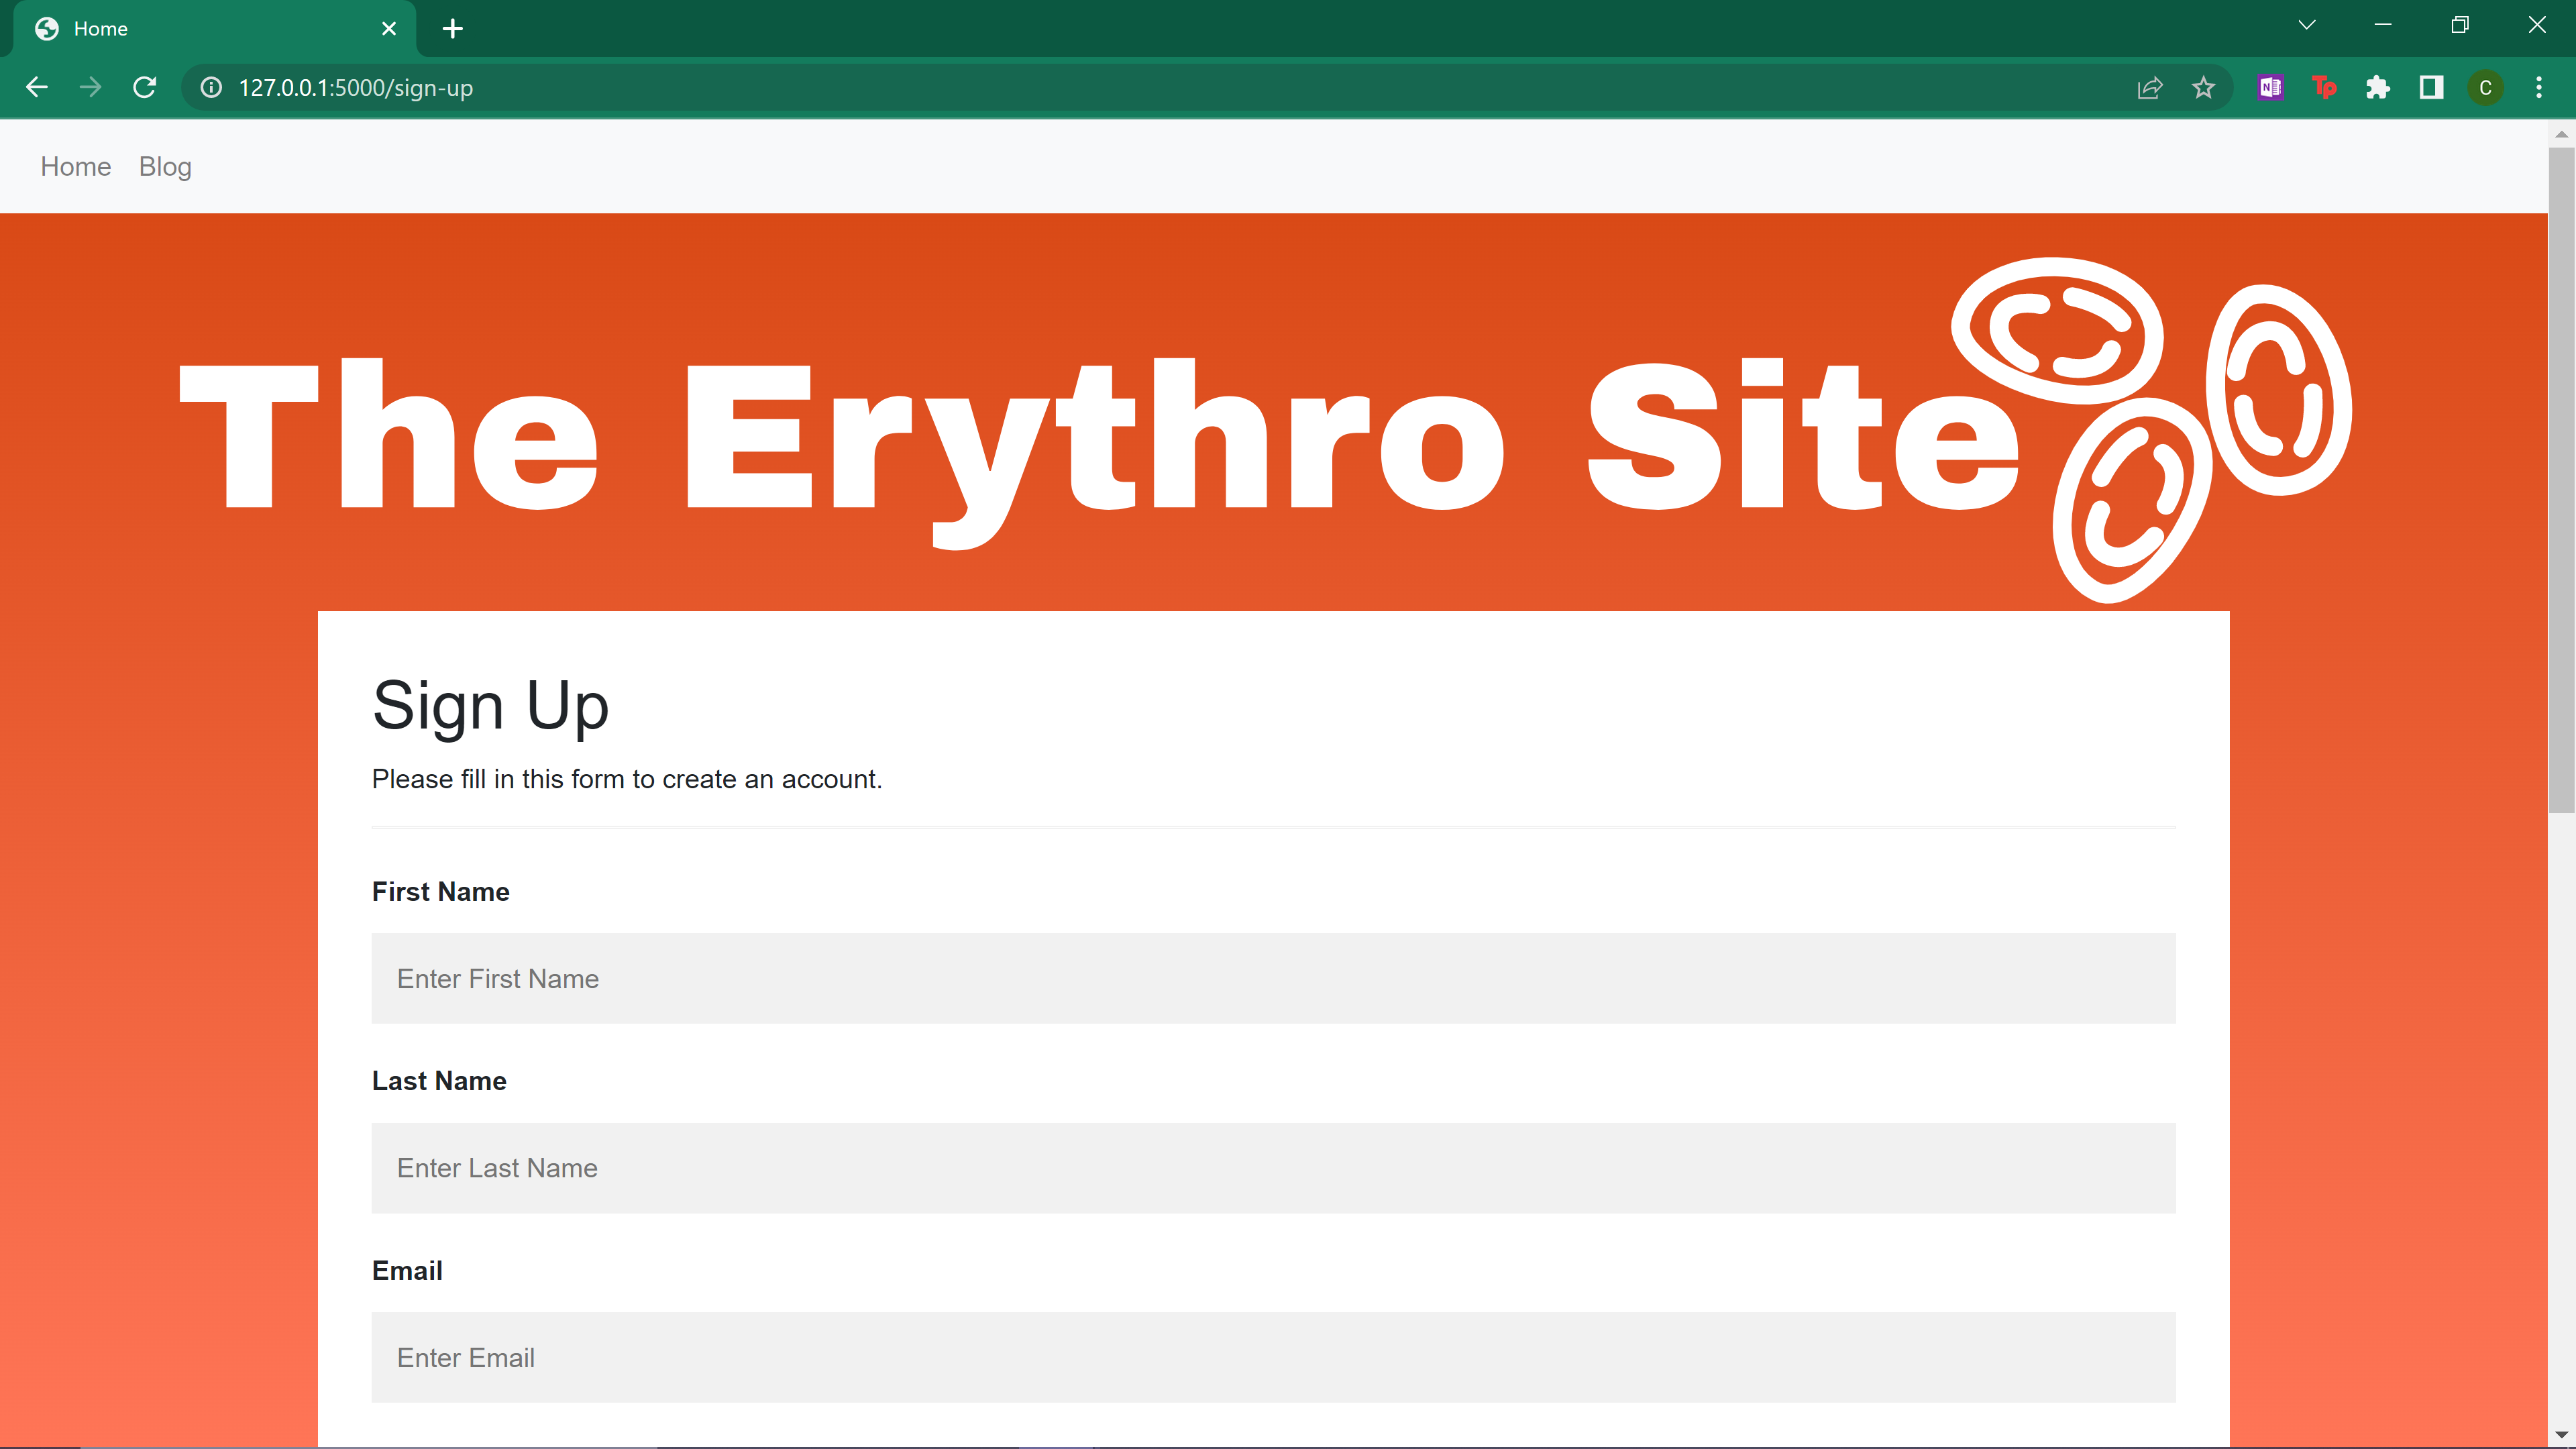 Home
127.0.0.1:5000/sign-up
N
Tp
C
Home Blog
The Erythro Site
Sign Up
Please fill in this form to create an account.
First Name
Enter First Name
Last Name
Enter Last Name
Email
Enter Email